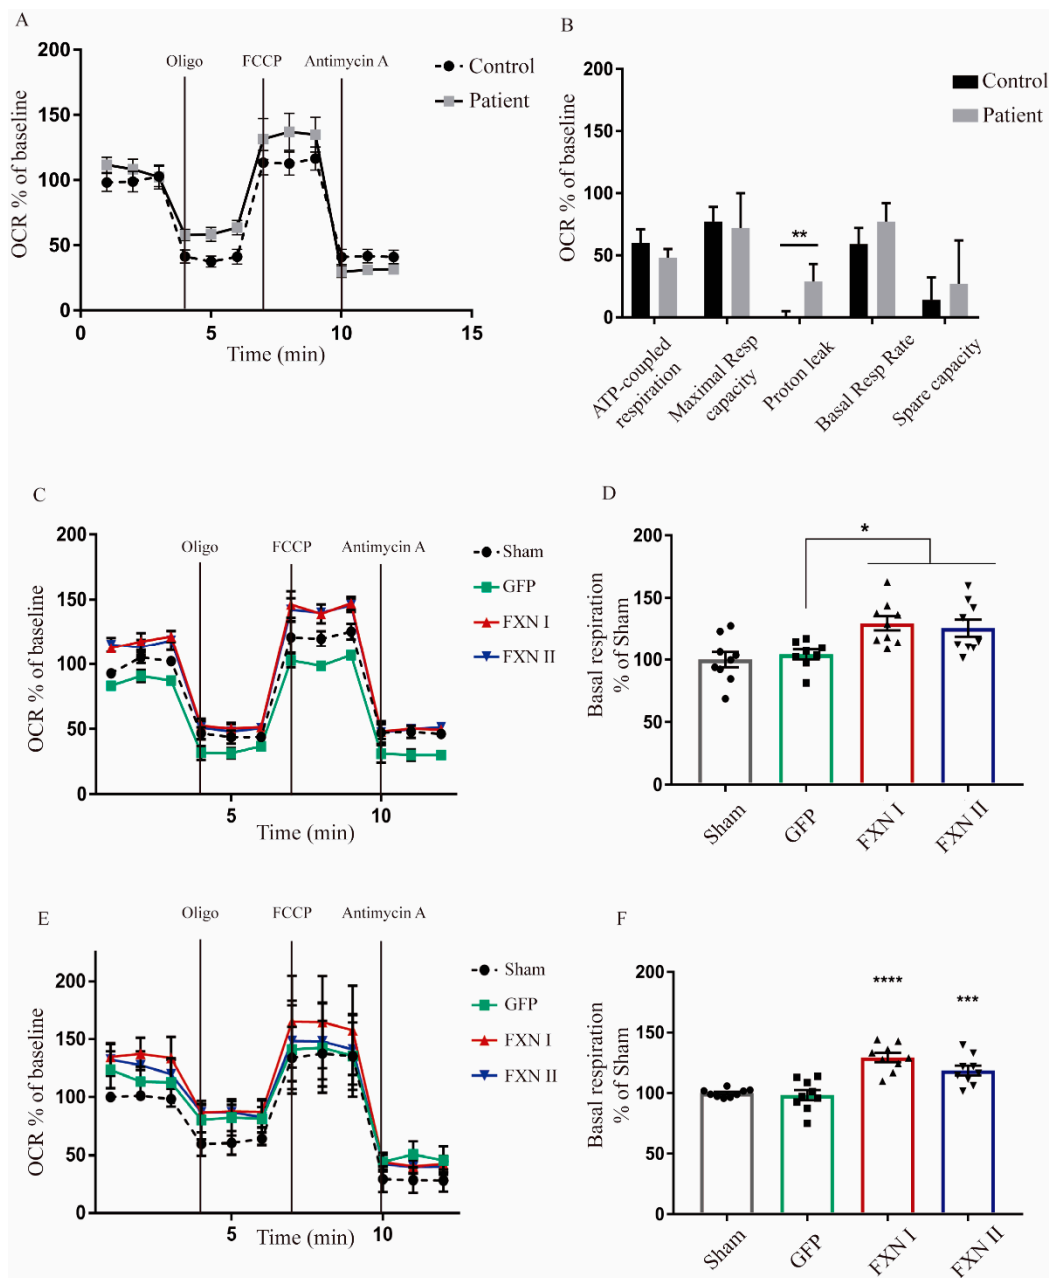 A
OCR % of baseline
200
150
100
50
0
0
5
10
15
Time (min)
Oligo
FCCP
Antimycin A
Control
Patient
B
OCR % of baseline
200
150
100
50
0
**
Control
Patient
ATP-coupled
respiration
Maximal Resp
capacity
Proton leak
Basal Resp Rate
Spare capacity
C
OCR % of baseline
200
150
100
50
0
5
10
Time (min)
Oligo
FCCP
Antimycin A
Sham
GFP
FXN I
FXN II
D
Basal respiration
% of Sham
200
150
100
50
0
*
Sham
GFP
FXN I
FXN II
E
OCR % of baseline
200
150
100
50
0
5
10
Time (min)
Oligo
FCCP
Antimycin A
Sham
GFP
FXN I
FXN II
F
Basal respiration
% of Sham
200
150
100
50
0
****
***
Sham
GFP
FXN I
FXN II